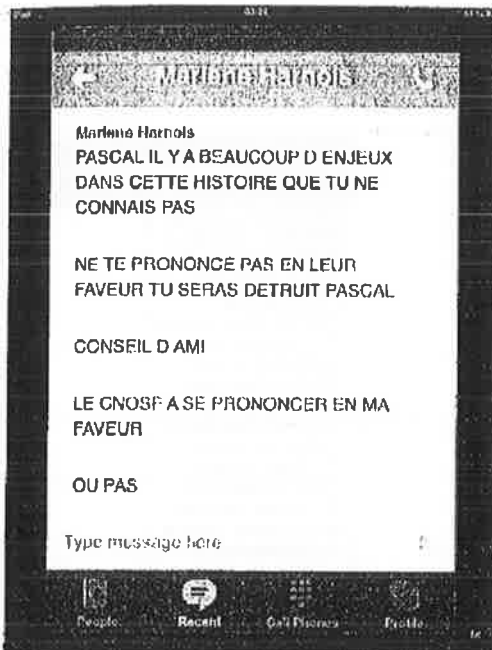 03:26
Marlene Harnois
Marlene Harnois
PASCAL IL Y A BEAUCOUP D ENJEUX
DANS CETTE HISTOIRE QUE TU NE
CONNAIS PAS
NE TE PRONONCE PAS EN LEUR
FAVEUR TU SERAS DETRUIT PASCAL
CONSEIL D AMI
LE CNOSF A SE PRONONCER EN MA
FAVEUR
OU PAS
Type message here
People
Recent
Call Phones
Profile